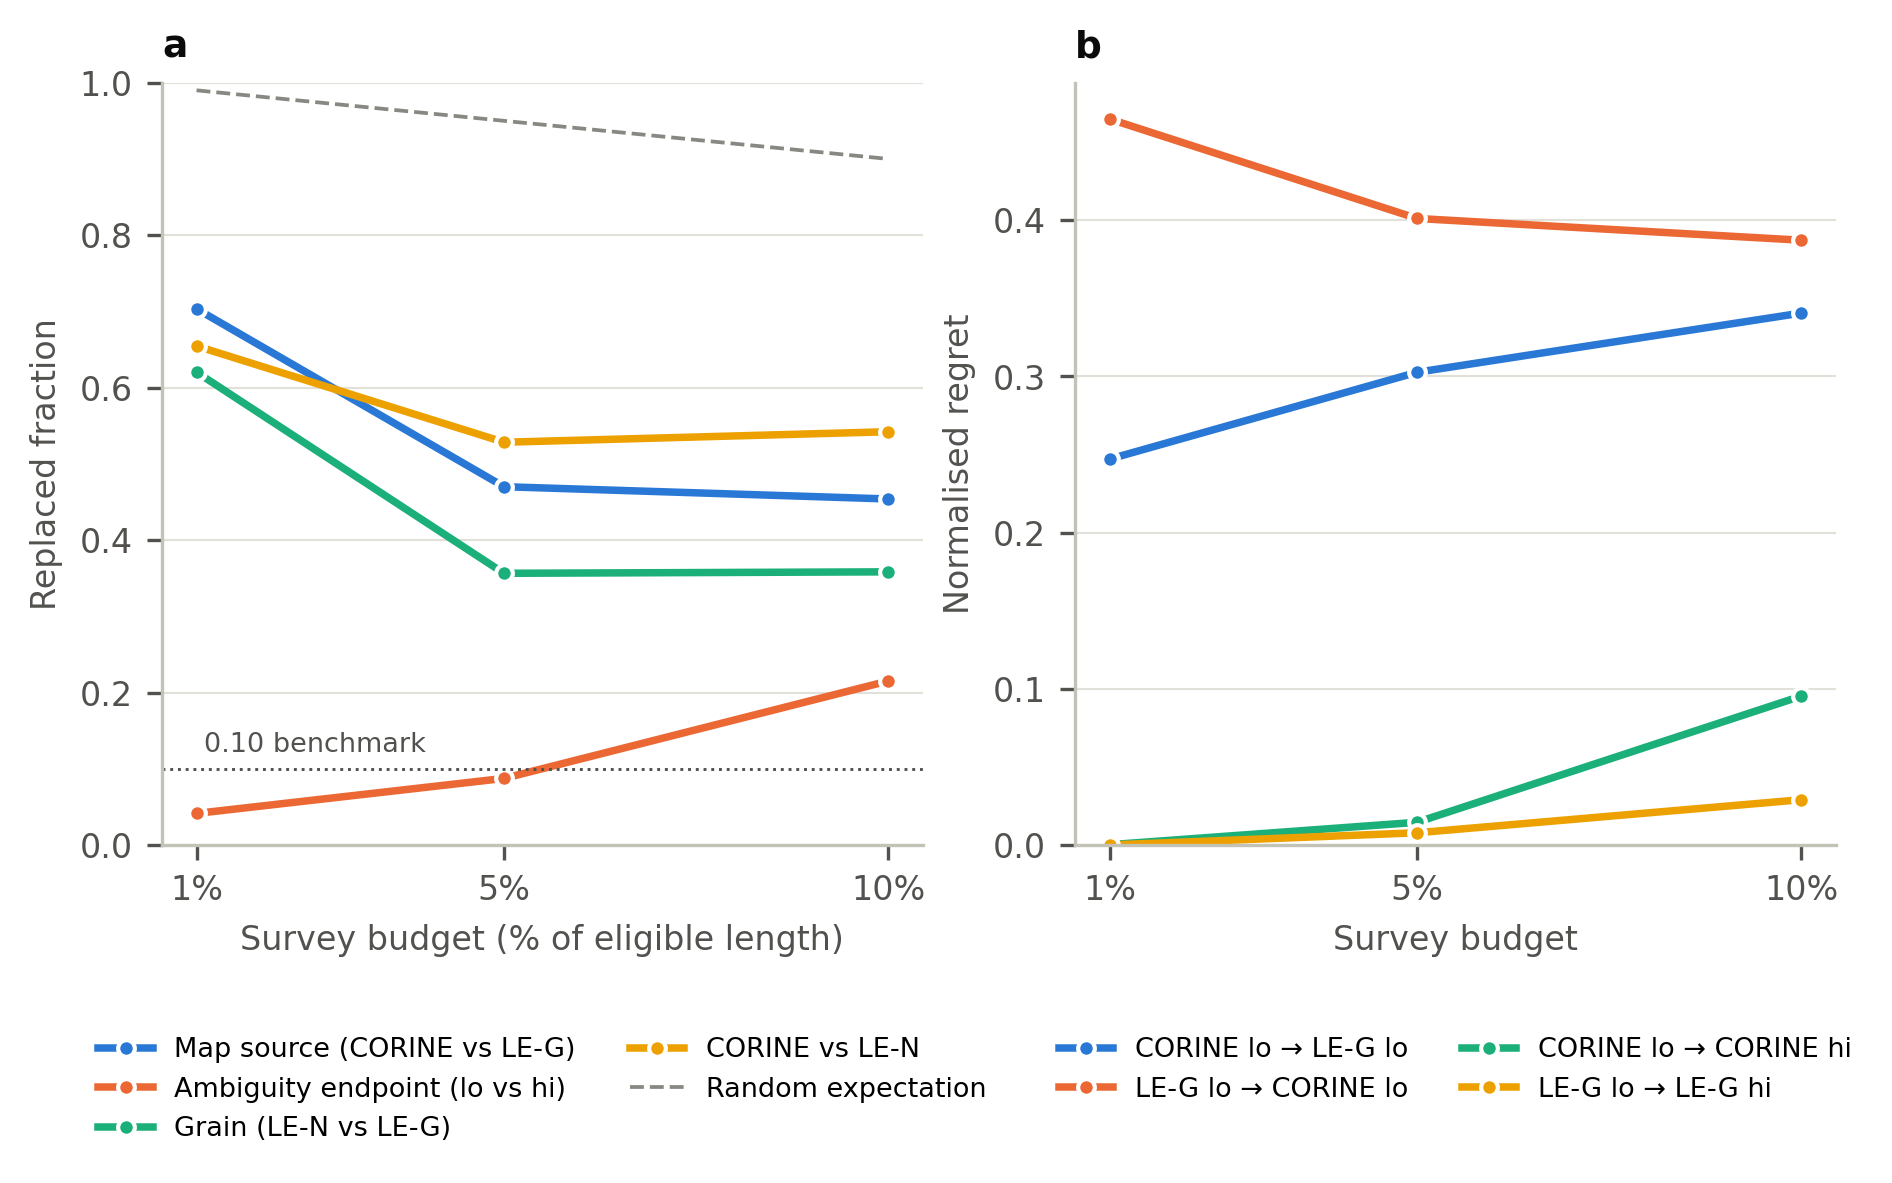 a
1.0
0.8
0.6
0.4
0.2
0.0
Replaced fraction
0.10 benchmark
1%
5%
10%
Survey budget (% of eligible length)
Map source (CORINE vs LE-G)
Ambiguity endpoint (lo vs hi)
Grain (LE-N vs LE-G)
CORINE vs LE-N
Random expectation
b
0.4
0.3
0.2
0.1
0.0
Normalised regret
1%
5%
10%
Survey budget
CORINE lo → LE-G lo
LE-G lo → CORINE lo
CORINE lo → CORINE hi
LE-G lo → LE-G hi